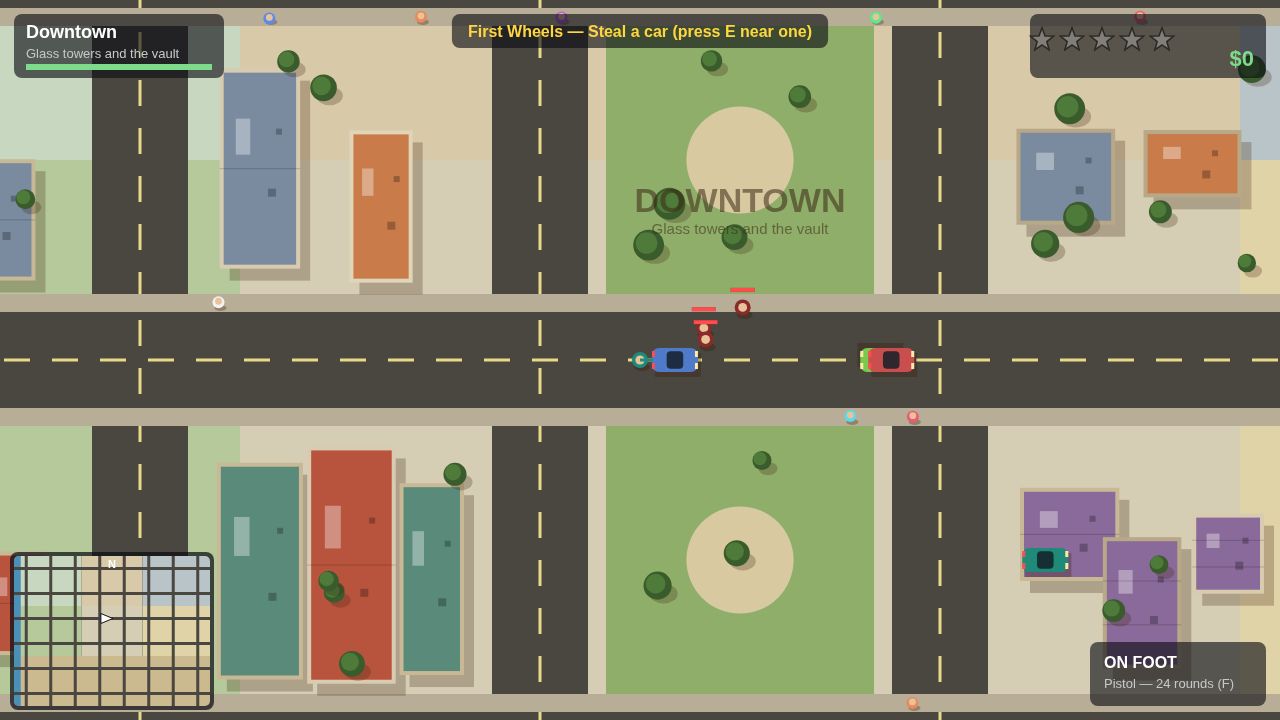 Downtown
Glass towers and the vault
First Wheels — Steal a car (press E near one)
$0
DOWNTOWN
Glass towers and the vault
N
ON FOOT
Pistol — 24 rounds (F)